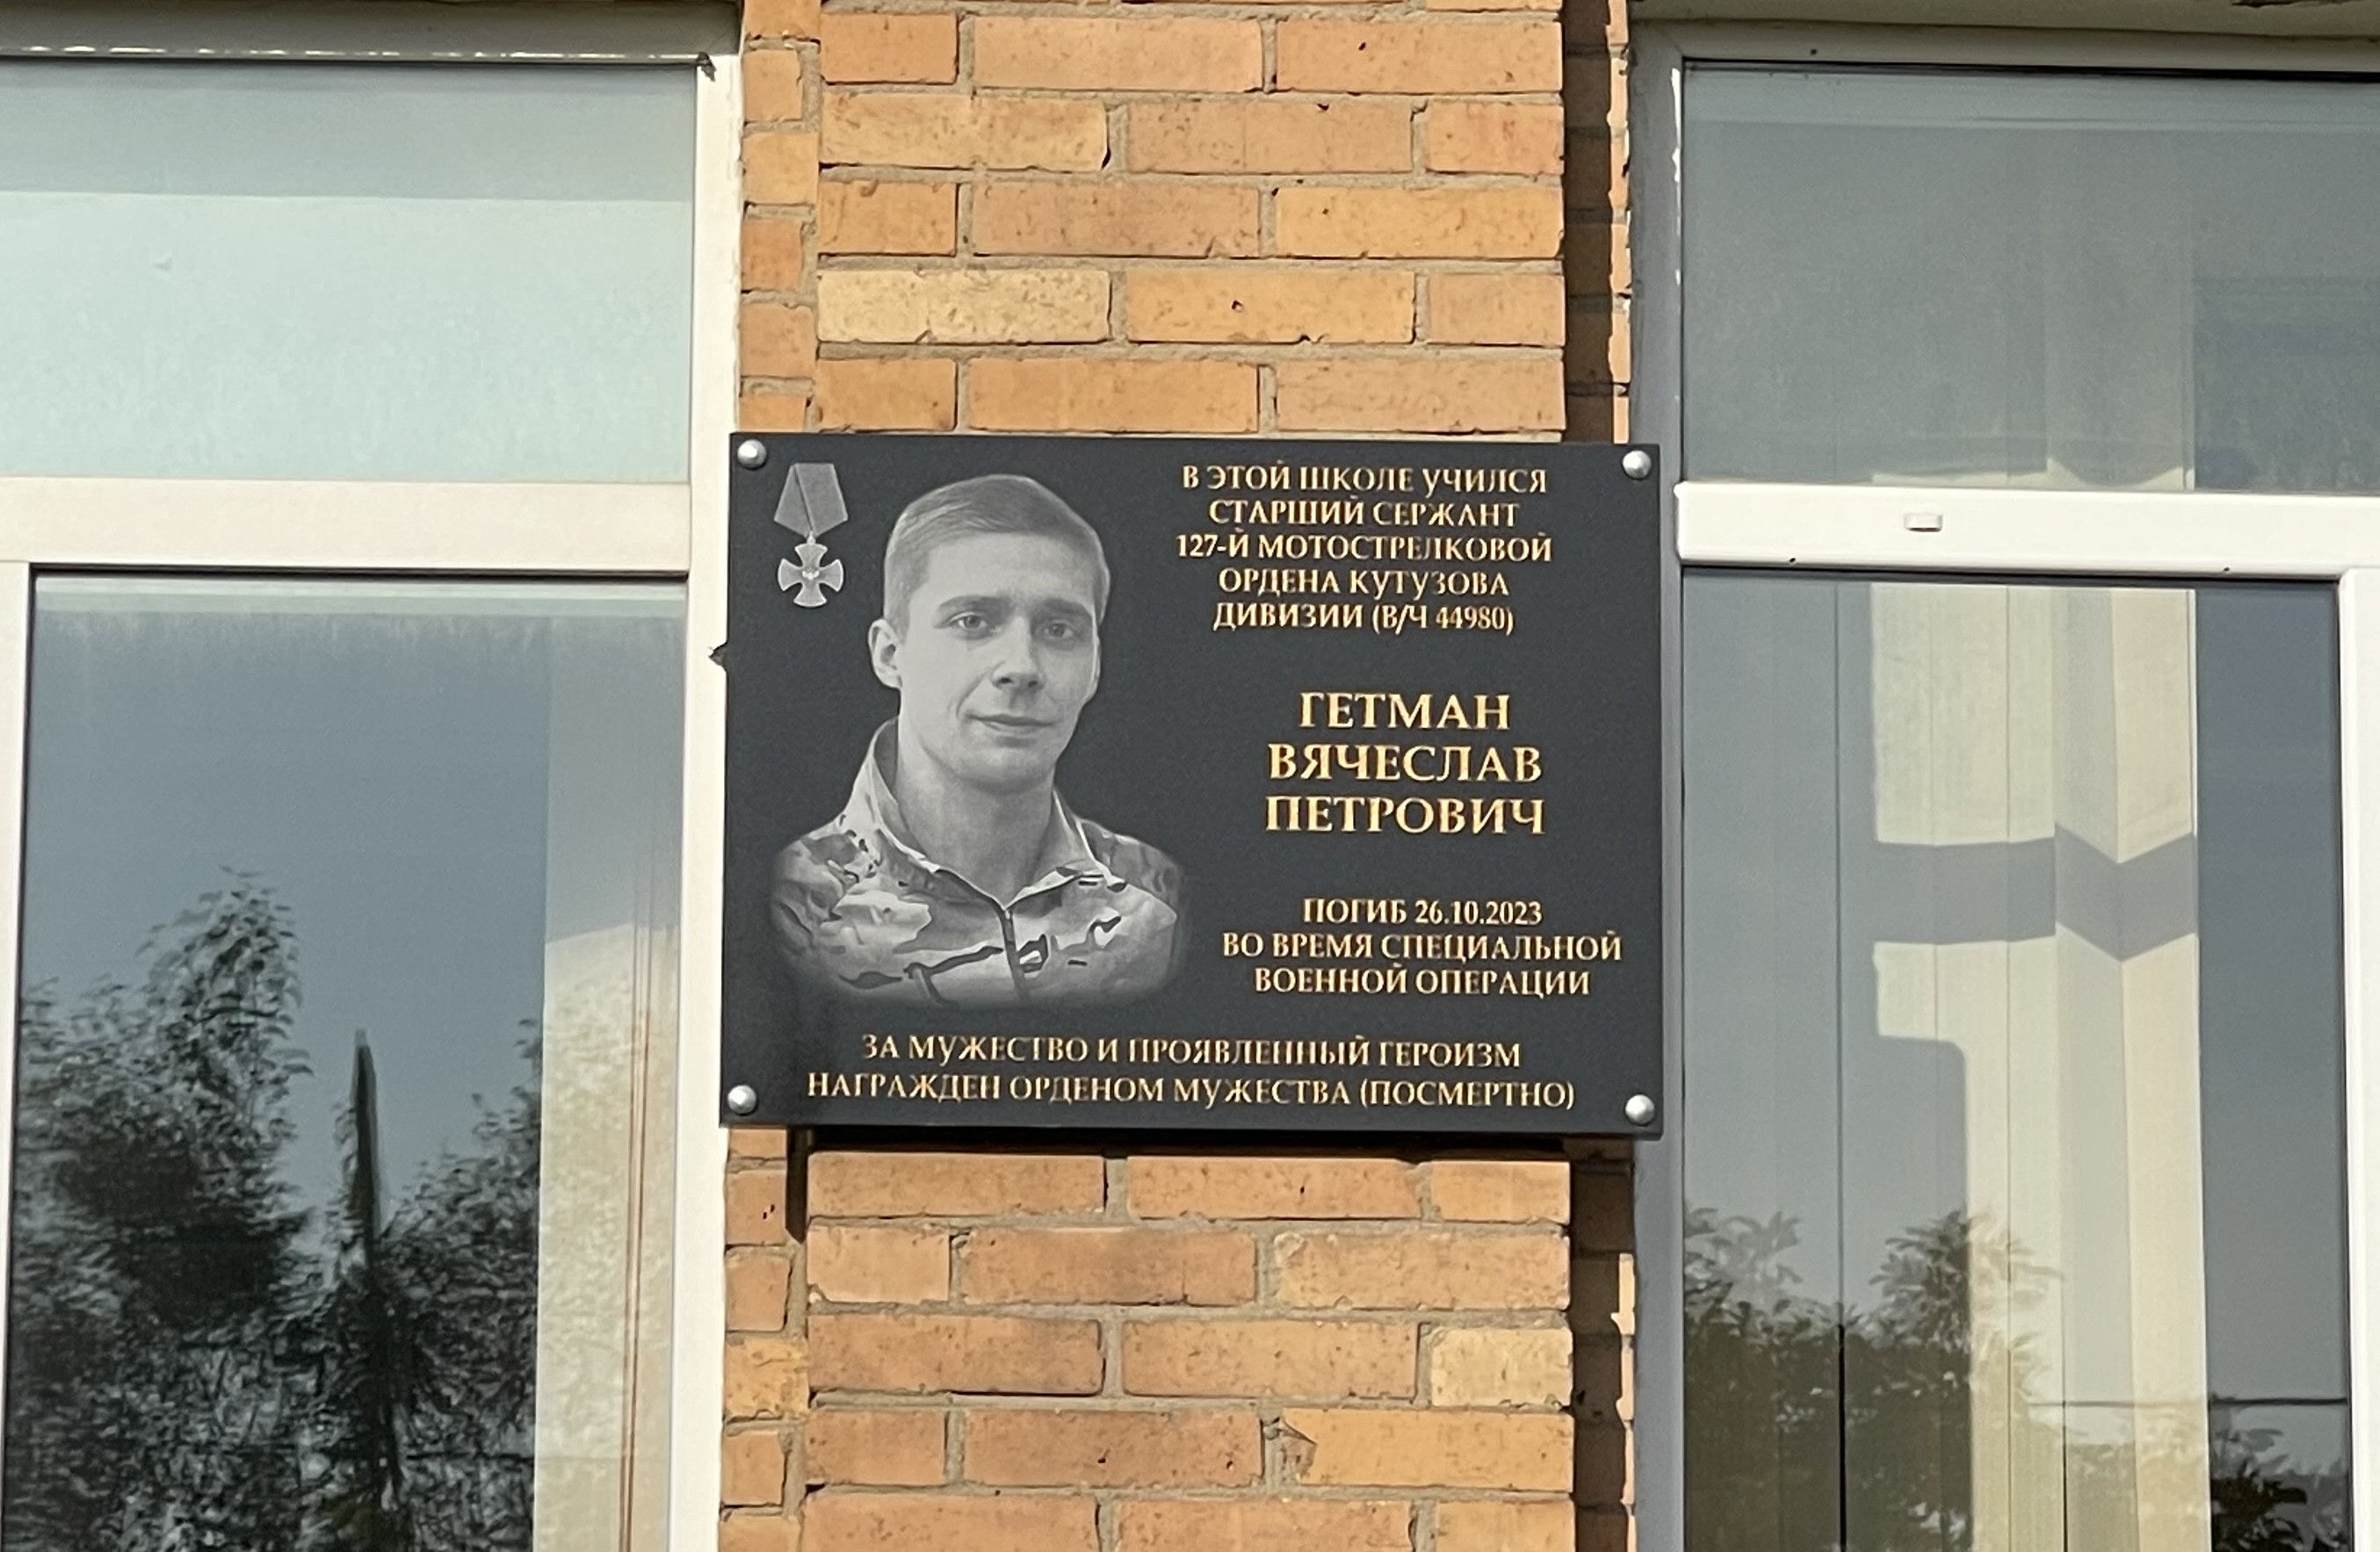 В ЭТОЙ ШКОЛЕ УЧИЛСЯ
СТАРШИЙ СЕРЖАНТ
127-Й МОТОСТРЕЛКОВОЙ
ОРДЕНА КУТУЗОВА
ДИВИЗИИ (В/Ч 44980)
ГЕТМАН
ВЯЧЕСЛАВ
ПЕТРОВИЧ
ПОГИБ 26.10.2023
ВО ВРЕМЯ СПЕЦИАЛЬНОЙ
ВОЕННОЙ ОПЕРАЦИИ
ЗА МУЖЕСТВО И ПРОЯВЛЕННЫЙ ГЕРОИЗМ
НАГРАЖДЕН ОРДЕНОМ МУЖЕСТВА (ПОСМЕРТНО)